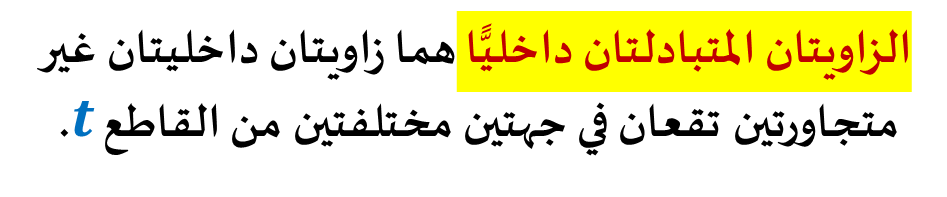 الزاويتان المتبادلتان داخليًّا هما زاويتان داخليتان غير
متجاورتين تقعان في جهتين مختلفتين من القاطع t.